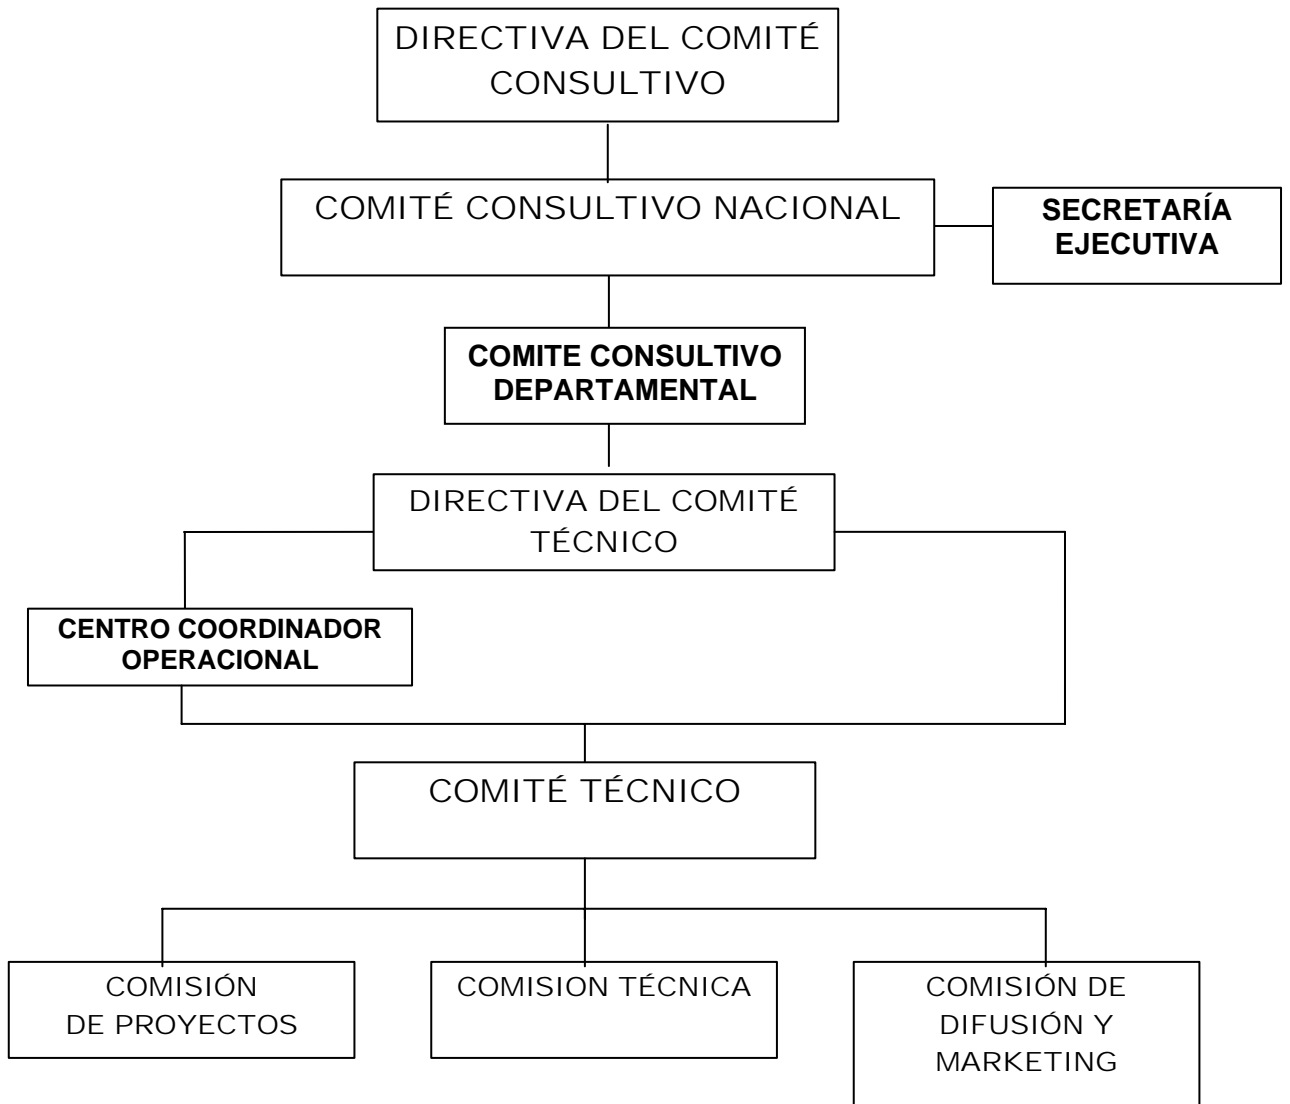 DIRECTIVA DEL COMITÉ
CONSULTIVO
COMITÉ CONSULTIVO NACIONAL
SECRETARÍA
EJECUTIVA
COMITE CONSULTIVO
DEPARTAMENTAL
DIRECTIVA DEL COMITÉ
TÉCNICO
CENTRO COORDINADOR
OPERACIONAL
COMITÉ TÉCNICO
COMISIÓN
DE PROYECTOS
COMISION TÉCNICA
COMISIÓN DE
DIFUSIÓN Y
MARKETING